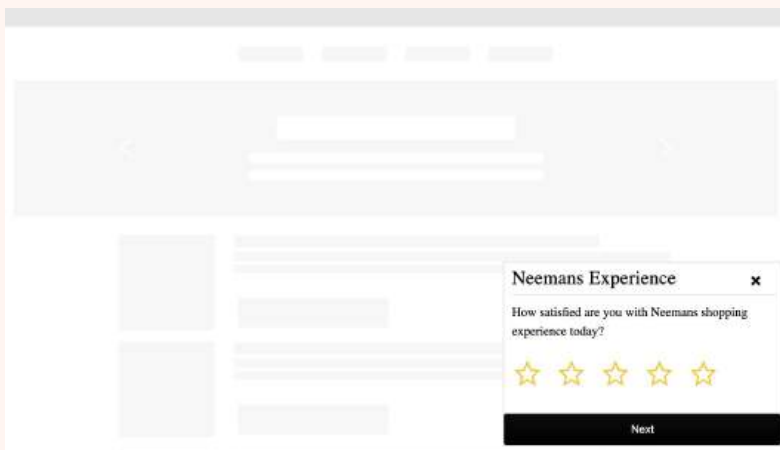 Neemans Experience
How satisfied are you with Neemans shopping
experience today?
Next